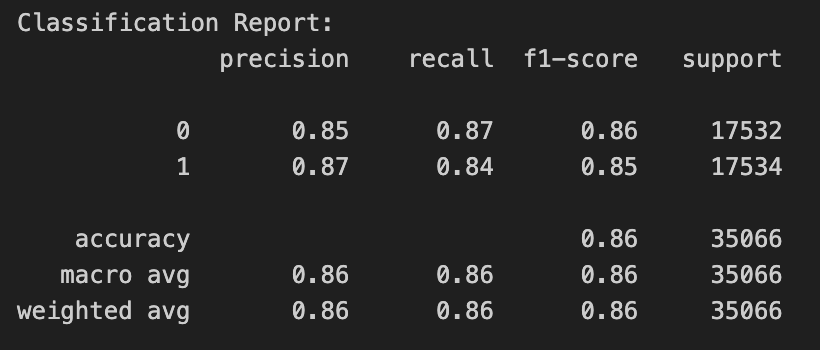 Classification Report:
precision recall f1-score support
0 0.85 0.87 0.86 17532
1 0.87 0.84 0.85 17534
accuracy 0.86 35066
macro avg 0.86 0.86 0.86 35066
weighted avg 0.86 0.86 0.86 35066